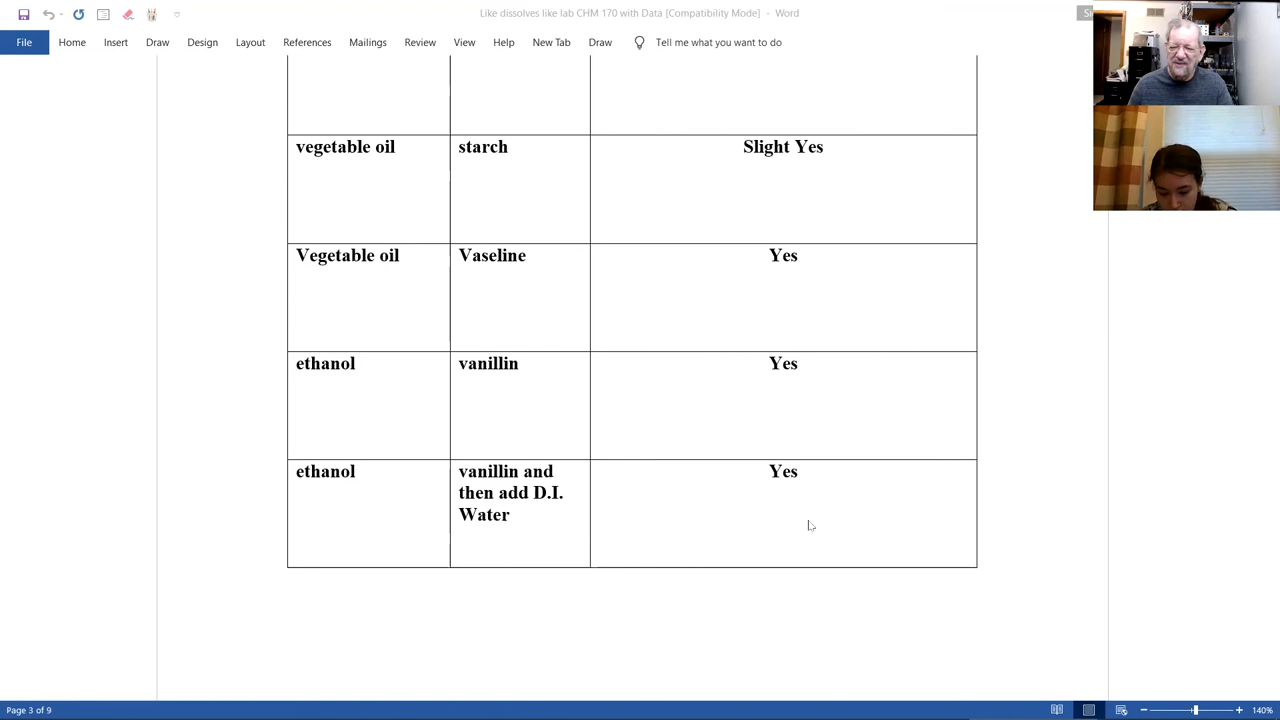 Like dissolves like lab CHM 170 with Data [Compatibility Mode] - Word
File Home Insert Draw Design Layout References Mailings Review View Help New Tab Draw Tell me what you want to do
vegetable oil starch Slight Yes
Vegetable oil Vaseline Yes
ethanol vanillin Yes
ethanol vanillin and Yes
then add D.I.
Water
Page 3 of 9 140%